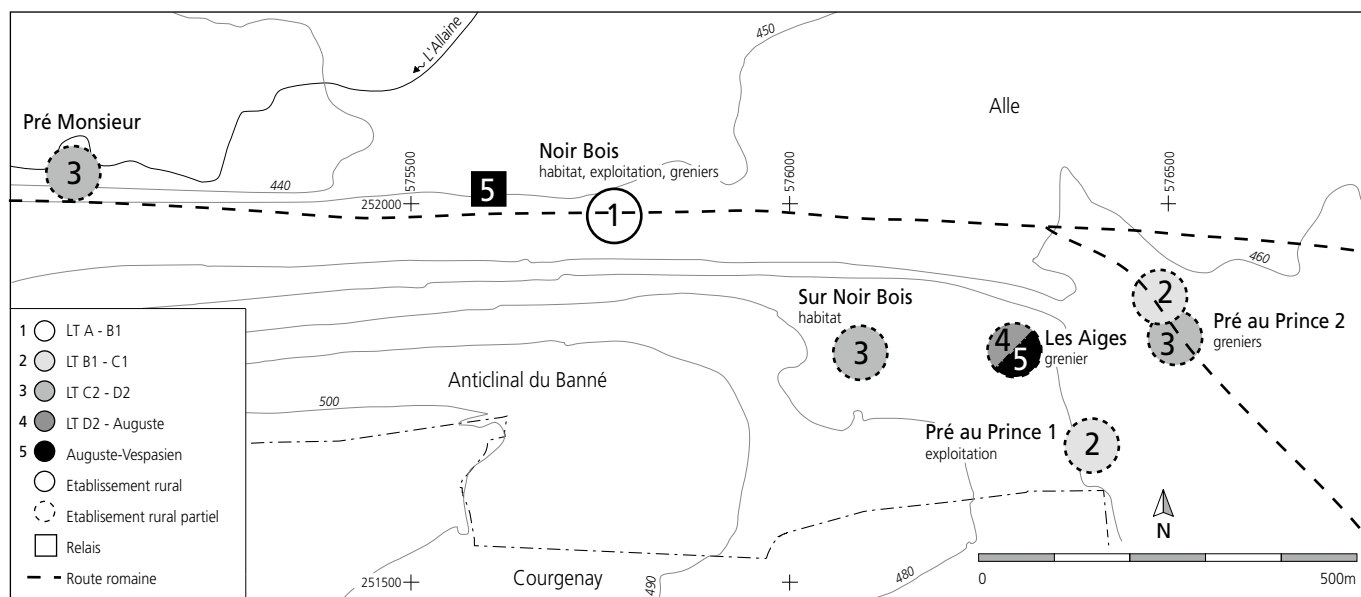 450
L'Allaine
Alle
Pré Monsieur
3
440
575500
Noir Bois
habitat, exploitation, greniers
576000
576500
5
252000
1
460
2
Sur Noir Bois
habitat
3
4
5
Les Aiges
grenier
3
Pré au Prince 2
greniers
Anticlinal du Banné
500
Pré au Prince 1
exploitation
2
1 LT A - B1
2 LT B1 - C1
3 LT C2 - D2
4 LT D2 - Auguste
5 Auguste-Vespasien
Etablissement rural
Etablisement rural partiel
Relais
Route romaine
N
251500
Courgenay
490
480
0
500m